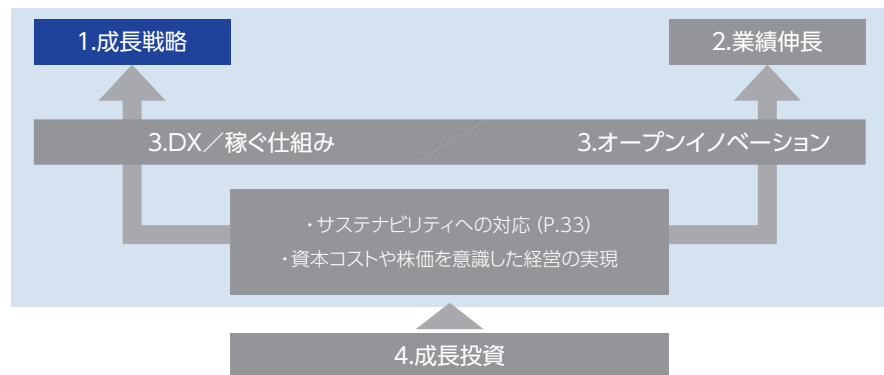 1.成長戦略
2.業績伸長
3.DX／稼ぐ仕組み
3.オープンイノベーション
・サステナビリティへの対応 (P.33)
・資本コストや株価を意識した経営の実現
4.成長投資